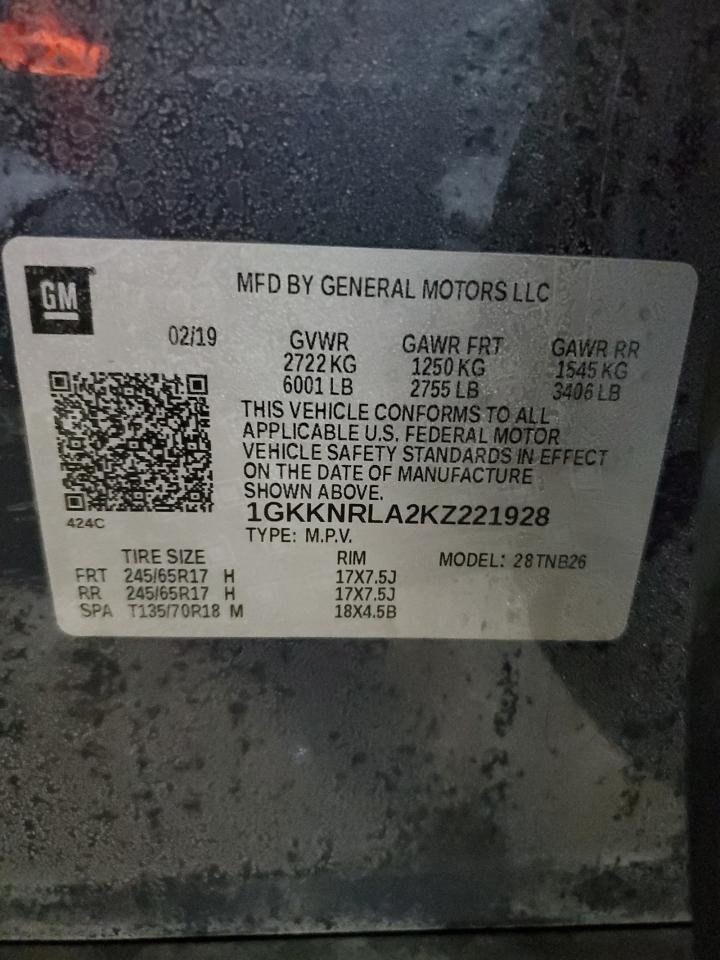 GM
MFD BY GENERAL MOTORS LLC
02/19
GVWR
2722 KG
6001 LB
GAWR FRT
1250 KG
2755 LB
GAWR RR
1545 KG
3406 LB
THIS VEHICLE CONFORMS TO ALL
APPLICABLE U.S. FEDERAL MOTOR
VEHICLE SAFETY STANDARDS IN EFFECT
ON THE DATE OF MANUFACTURE
SHOWN ABOVE.
424C
1GKKNRLA2KZ221928
TYPE: M.P.V.
TIRE SIZE RIM MODEL: 28TNB26
FRT 245/65R17 H 17X7.5J
RR 245/65R17 H 17X7.5J
SPA T135/70R18 M 18X4.5B